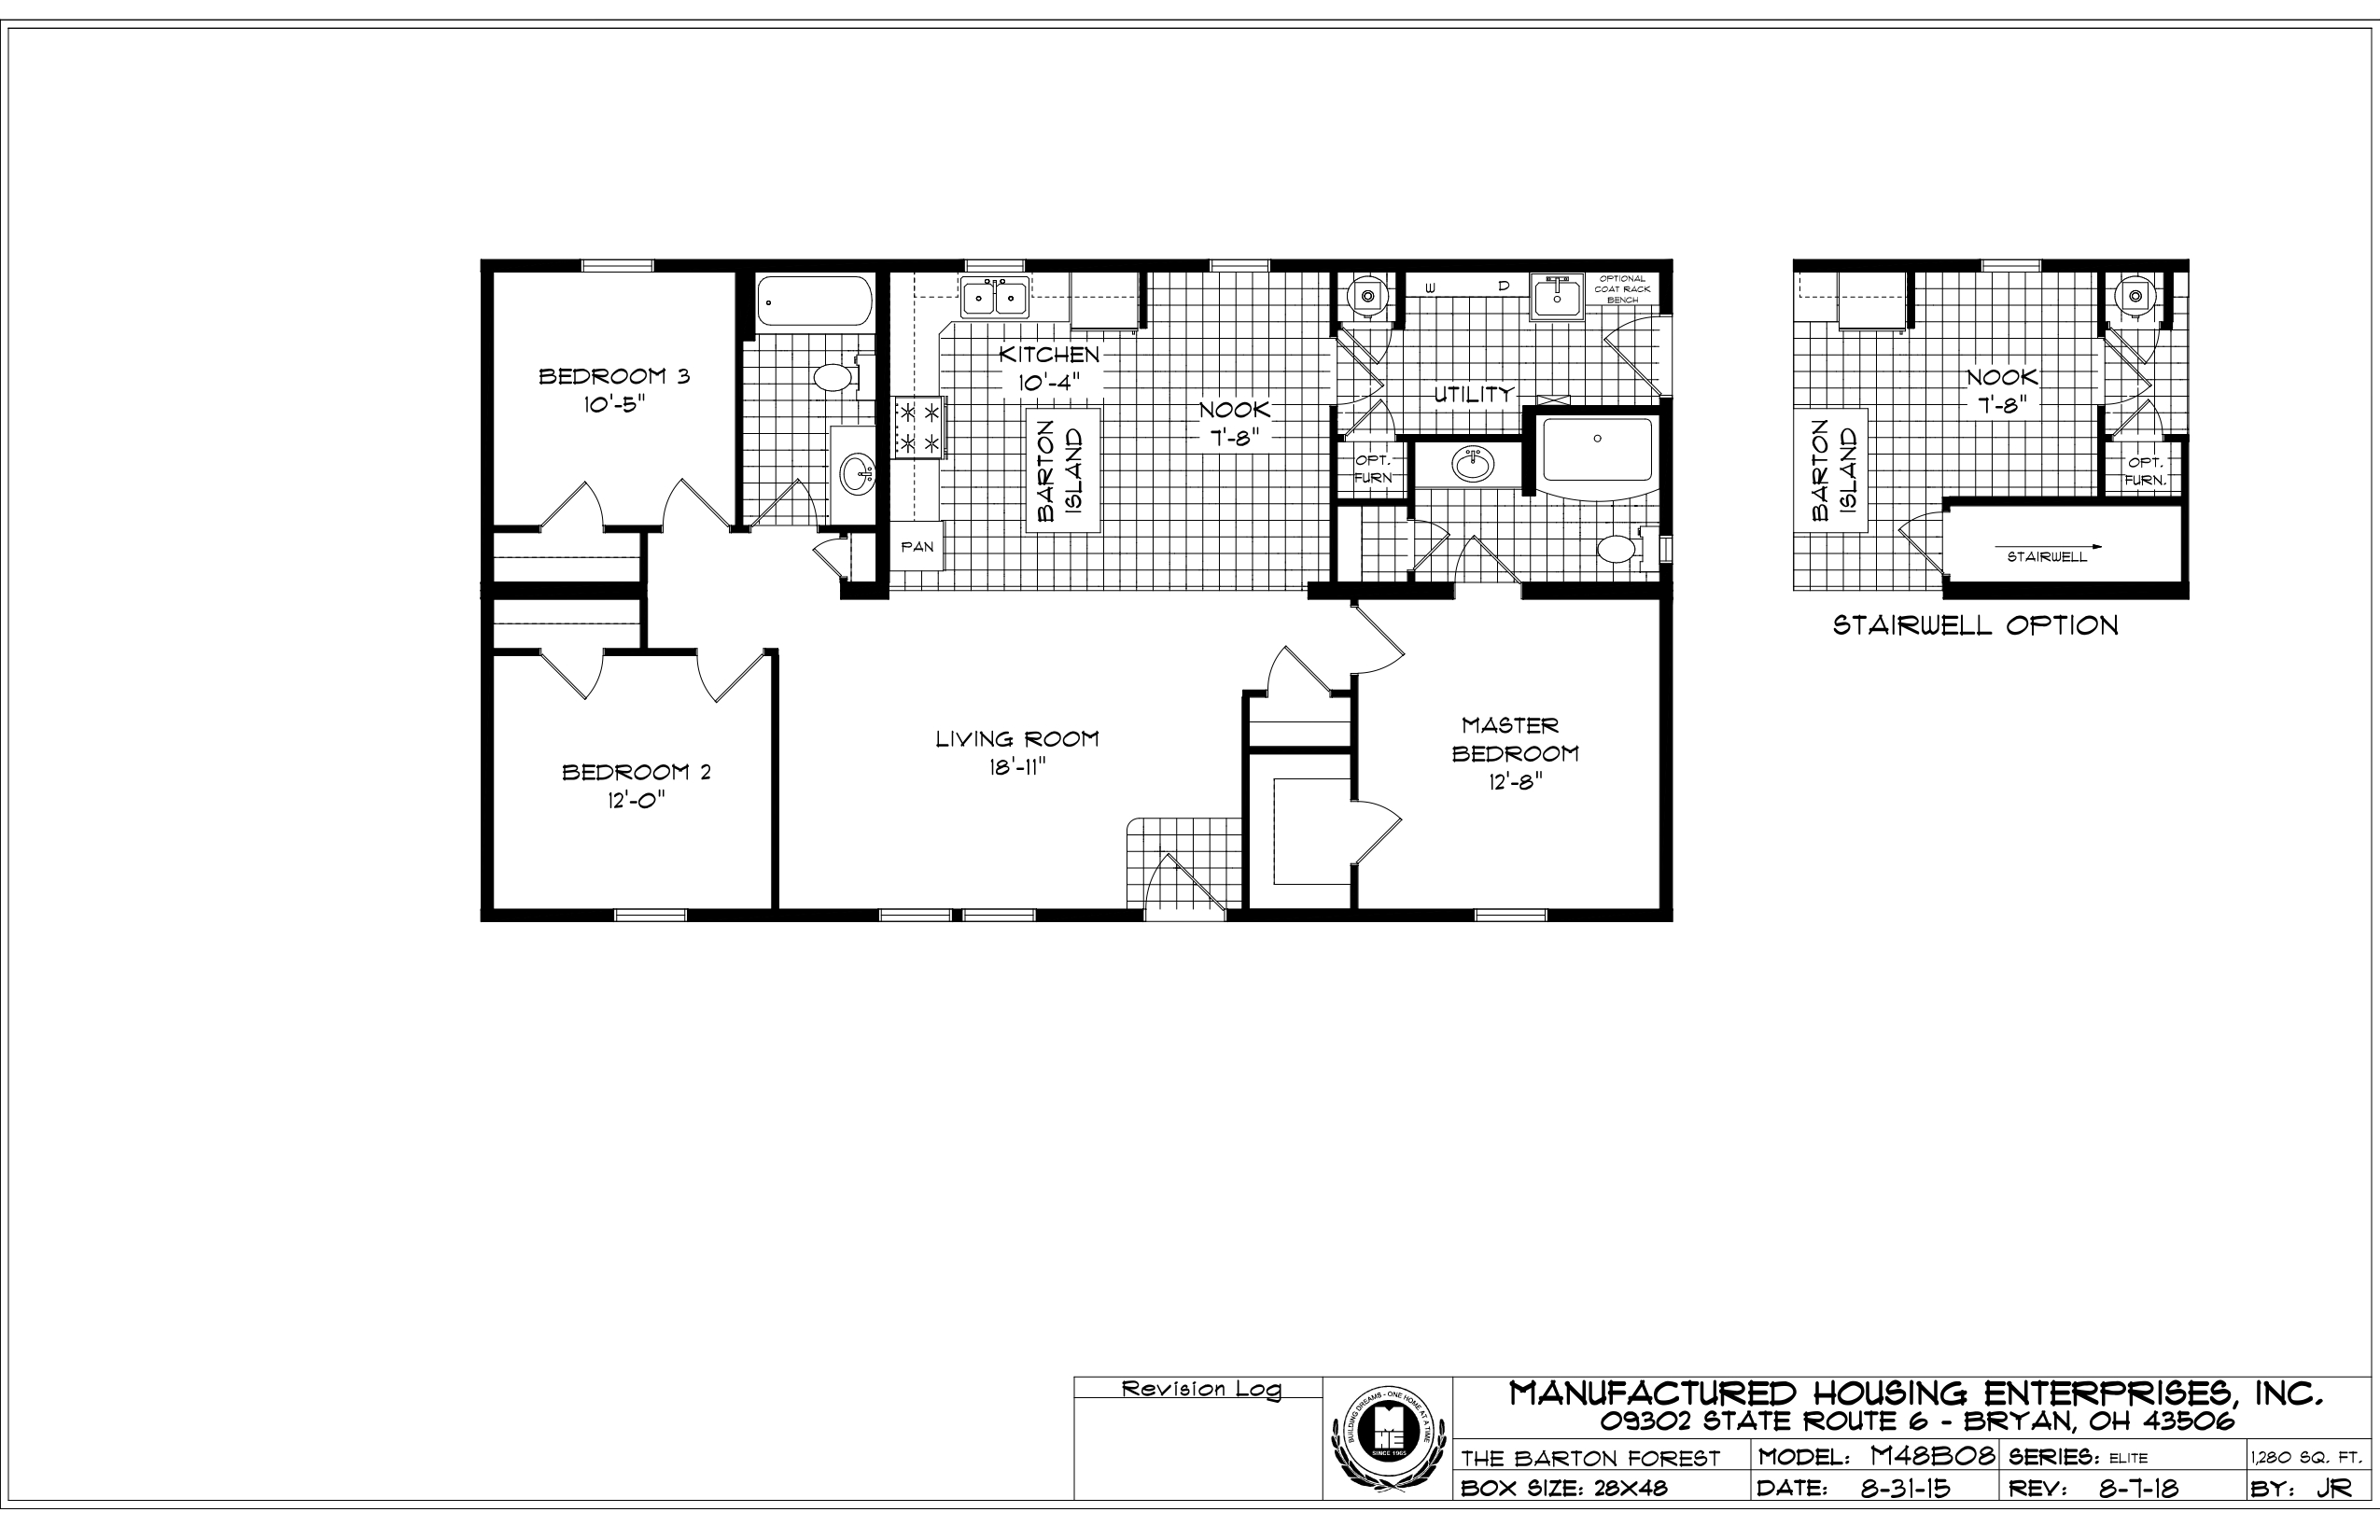 BEDROOM 3
10'-5"
KITCHEN
10'-4"
NOOK
7'-8"
BARTON
ISLAND
PAN
W
D
OPTIONAL
COAT RACK
BENCH
UTILITY
OPT.
FURN
BEDROOM 2
12'-0"
LIVING ROOM
18'-11"
MASTER
BEDROOM
12'-8"
NOOK
7'-8"
BARTON
ISLAND
OPT.
FURN.
STAIRWELL
STAIRWELL OPTION
Revision Log
BUILDING DREAMS - ONE HOME AT A TIME
MHE
SINCE 1965
MANUFACTURED HOUSING ENTERPRISES, INC.
09302 STATE ROUTE 6 - BRYAN, OH 43506
THE BARTON FOREST
MODEL: M48B08
SERIES: ELITE
1,280 SQ. FT.
BOX SIZE: 28X48
DATE: 8-31-15
REV: 8-7-18
BY: JR